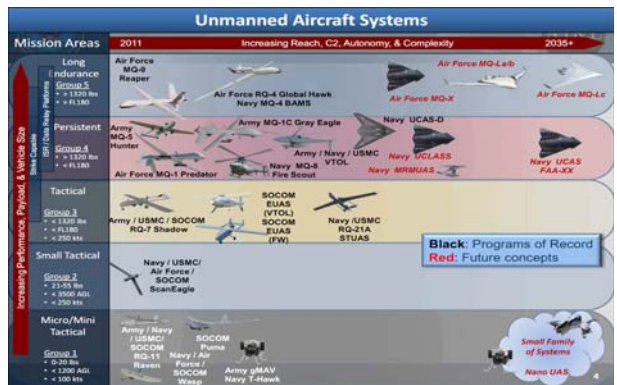 Unmanned Aircraft Systems
Mission Areas
2011
Increasing Reach, C2, Autonomy, & Complexity
2035+
Increasing Performance, Payload, & Vehicle Size
Strike Capable
ISR / Data Relay Platforms
Long
Endurance
Group 5
• > 1320 lbs
• > FL180
Air Force
MQ-9
Reaper
Air Force RQ-4 Global Hawk
Navy MQ-4 BAMS
Air Force MQ-X
Air Force MQ-La/b
Air Force MQ-Lc
Persistent
Group 4
• > 1320 lbs
• < FL180
Army
MQ-5
Hunter
Army MQ-1C Gray Eagle
Air Force MQ-1 Predator
Navy MQ-8
Fire Scout
Army / Navy / USMC
VTOL
Navy UCAS-D
Navy UCLASS
Navy MRMUAS
Navy UCAS
FAA-XX
Tactical
Group 3
• < 1320 lbs
• < FL180
• < 250 kts
Army / USMC / SOCOM
RQ-7 Shadow
SOCOM
EUAS
(VTOL)
SOCOM
EUAS
(FW)
Navy /USMC
RQ-21A
STUAS
Black: Programs of Record
Red: Future concepts
Small Tactical
Group 2
• 21-55 lbs
• < 3500 AGL
• < 250 kts
Navy / USMC/
Air Force /
SOCOM
ScanEagle
Micro/Mini
Tactical
Group 1
• 0-20 lbs
• < 1200 AGL
• < 100 kts
Army / Navy
/ USMC/
SOCOM
RQ-11
Raven
SOCOM
Puma
Navy / Air
Force /
SOCOM
Wasp
Army gMAV
Navy T-Hawk
Small Family
of Systems
Nano UAS
4